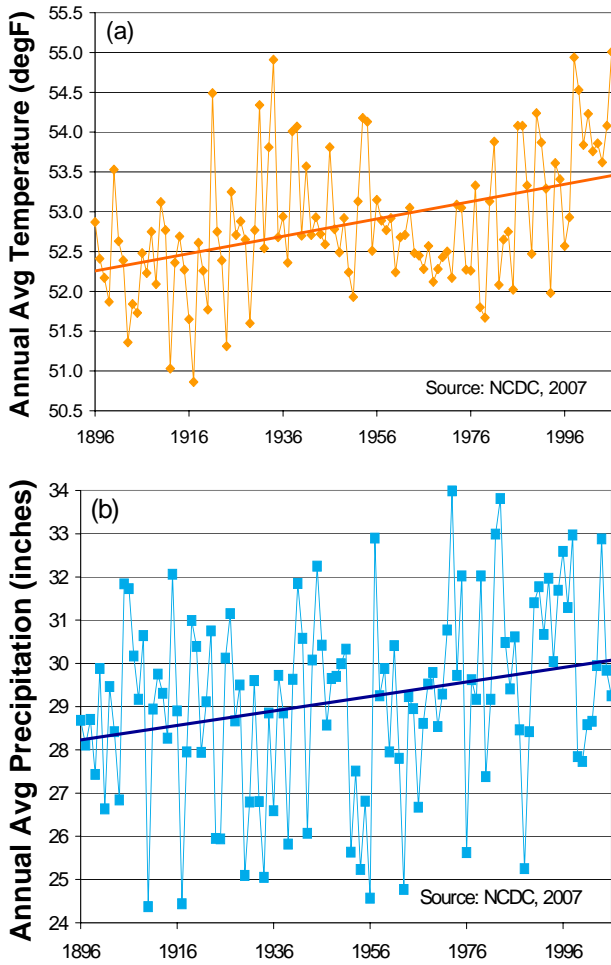 (a)
Annual Avg Temperature (degF)
55.5
55.0
54.5
54.0
53.5
53.0
52.5
52.0
51.5
51.0
50.5
Source: NCDC, 2007
1896 1916 1936 1956 1976 1996
(b)
Annual Avg Precipitation (inches)
34
33
32
31
30
29
28
27
26
25
24
Source: NCDC, 2007
1896 1916 1936 1956 1976 1996